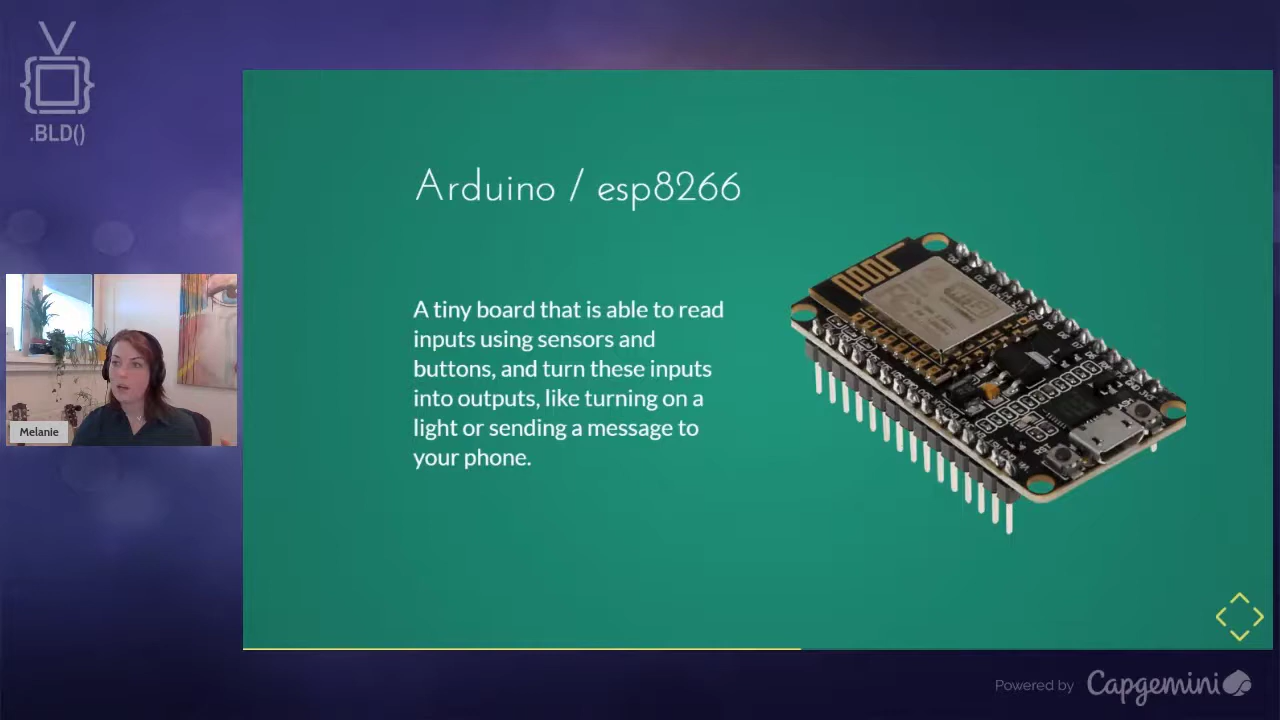 .BLD()
Arduino / esp8266
A tiny board that is able to read
inputs using sensors and
buttons, and turn these inputs
into outputs, like turning on a
light or sending a message to
your phone.
RST
Melanie
Powered by Capgemini